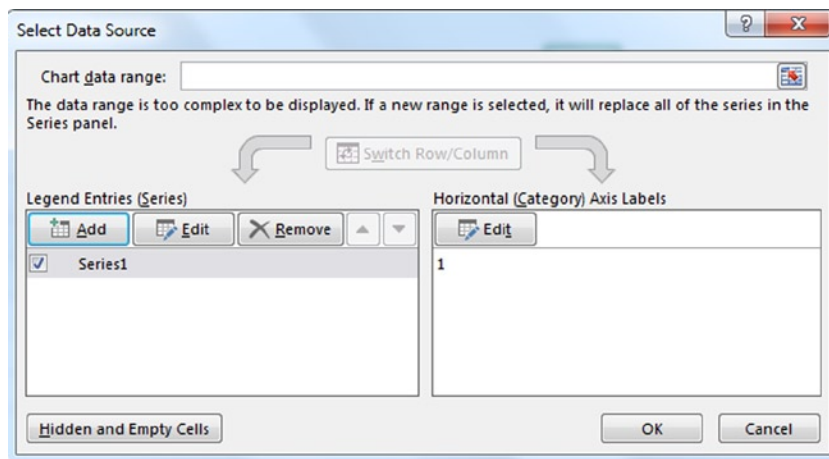 Select Data Source
?
Chart data range:
The data range is too complex to be displayed. If a new range is selected, it will replace all of the series in the
Series panel.
Switch Row/Column
Legend Entries (Series)
Horizontal (Category) Axis Labels
Add
Edit
Remove
Edit
Series1
1
Hidden and Empty Cells
OK
Cancel